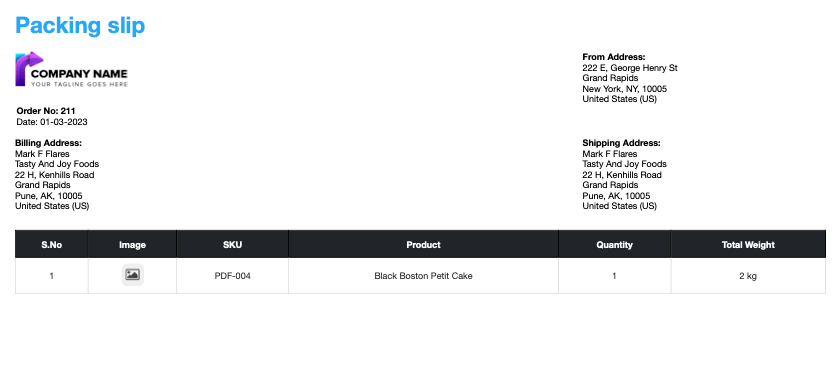 Packing slip
COMPANY NAME
YOUR TAGLINE GOES HERE
From Address:
222 E, George Henry St
Grand Rapids
New York, NY, 10005
United States (US)
Order No: 211
Date: 01-03-2023
Billing Address:
Mark F Flares
Tasty And Joy Foods
22 H, Kenhills Road
Grand Rapids
Pune, AK, 10005
United States (US)
Shipping Address:
Mark F Flares
Tasty And Joy Foods
22 H, Kenhills Road
Grand Rapids
Pune, AK, 10005
United States (US)
S.No Image SKU Product Quantity Total Weight
1 PDF-004 Black Boston Petit Cake 1 2 kg